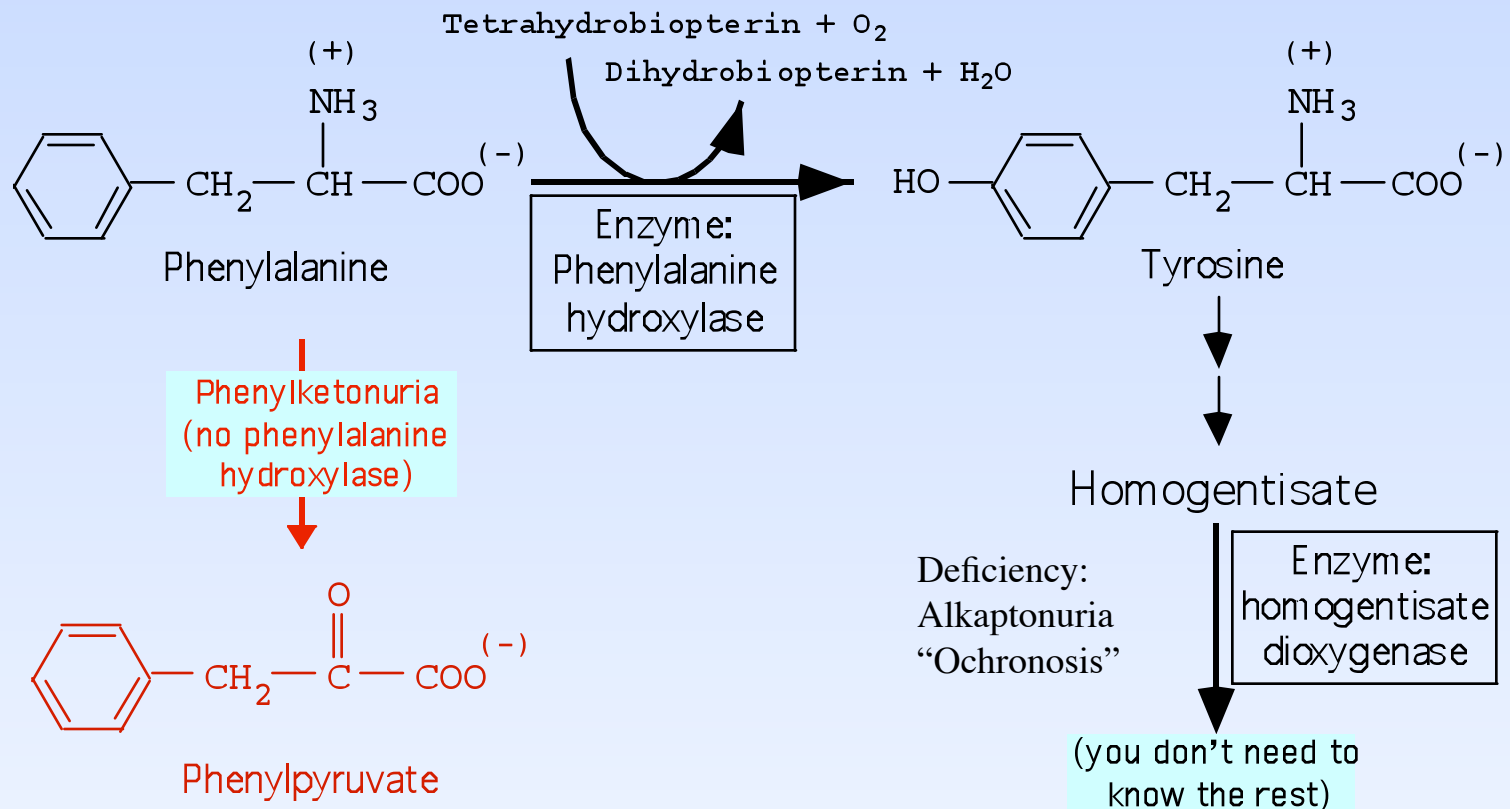 Tetrahydrobiopterin + O2
Dihydrobiopterin + H2O
(+)
NH3
CH2 CH COO(-)
Phenylalanine
Enzyme:
Phenylalanine
hydroxylase
(+)
NH3
HO CH2 CH COO(-)
Tyrosine
Phenylketonuria
(no phenylalanine
hydroxylase)
O
CH2 C COO(-)
Phenylpyruvate
Homogentisate
Deficiency:
Alkaptonuria
“Ochronosis”
Enzyme:
homogentisate
dioxygenase
(you don't need to
know the rest)